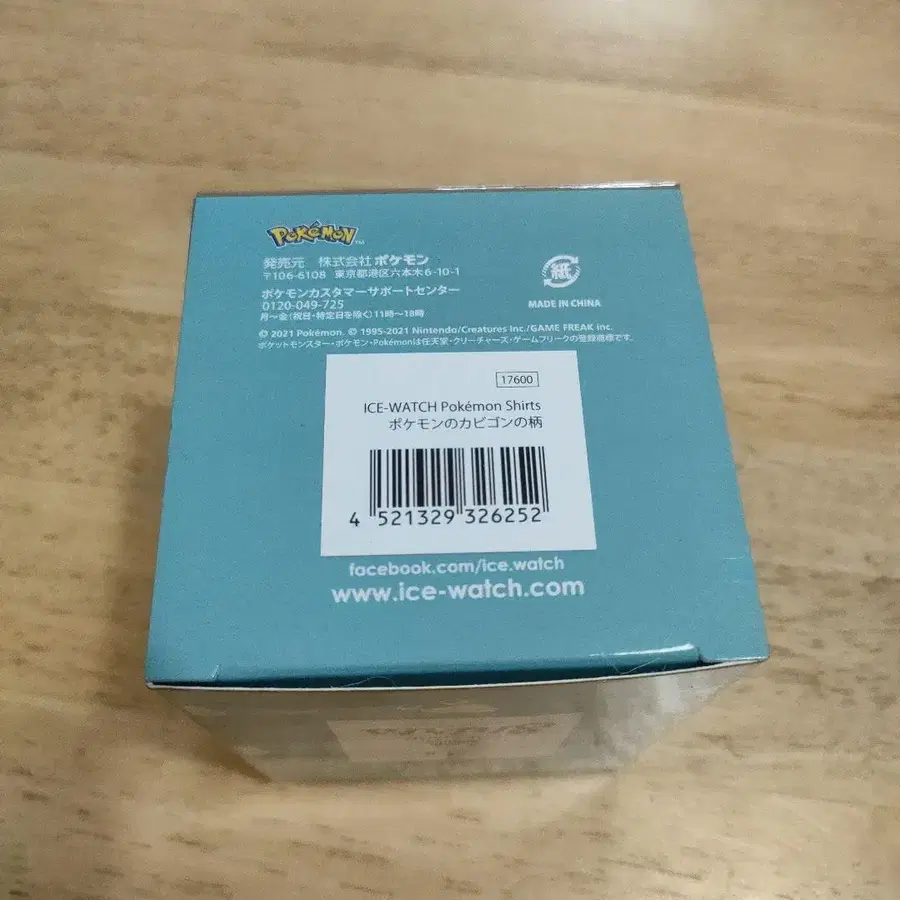 POKéMON™
発売元 株式会社 ポケモン
〒106-6108 東京都港区六本木6-10-1
ポケモンカスタマーサポートセンター
0120-049-725
月〜金(祝日・特定日を除く)11時〜18時
紙
MADE IN CHINA
© 2021 Pokémon. © 1995-2021 Nintendo/Creatures Inc./GAME FREAK inc.
ポケットモンスター・ポケモン・Pokémonは任天堂・クリーチャーズ・ゲームフリークの登録商標です。
17600
ICE-WATCH Pokémon Shirts
ポケモンのカビゴンの柄
4 521329 326252
facebook.com/ice.watch
www.ice-watch.com